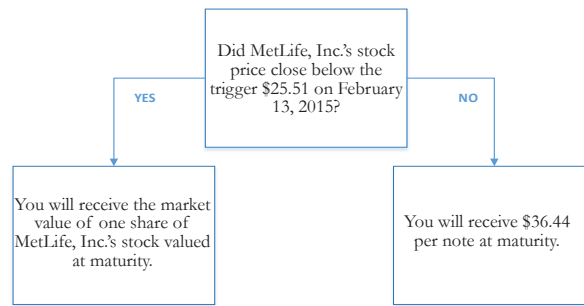 Did MetLife, Inc.'s stock
price close below the
trigger $25.51 on February
13, 2015?
YES
NO
You will receive the market
value of one share of
MetLife, Inc.'s stock valued
at maturity.
You will receive $36.44
per note at maturity.